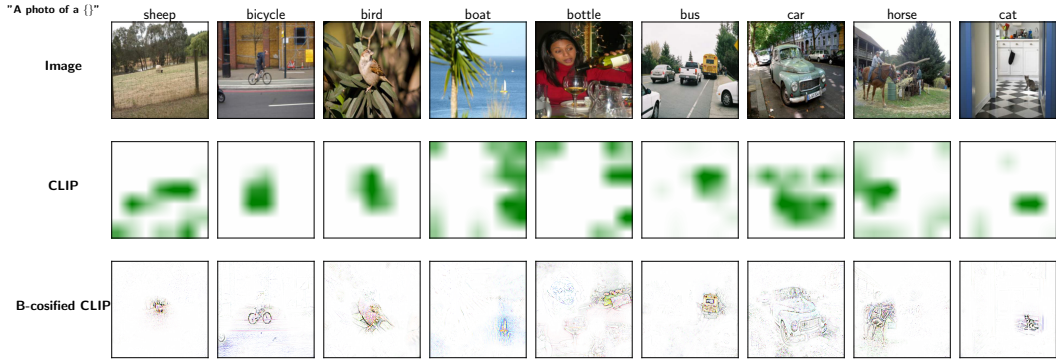 "A photo of a {}"
sheep bicycle bird boat bottle bus car horse cat
Image
CLIP
B-cosified CLIP